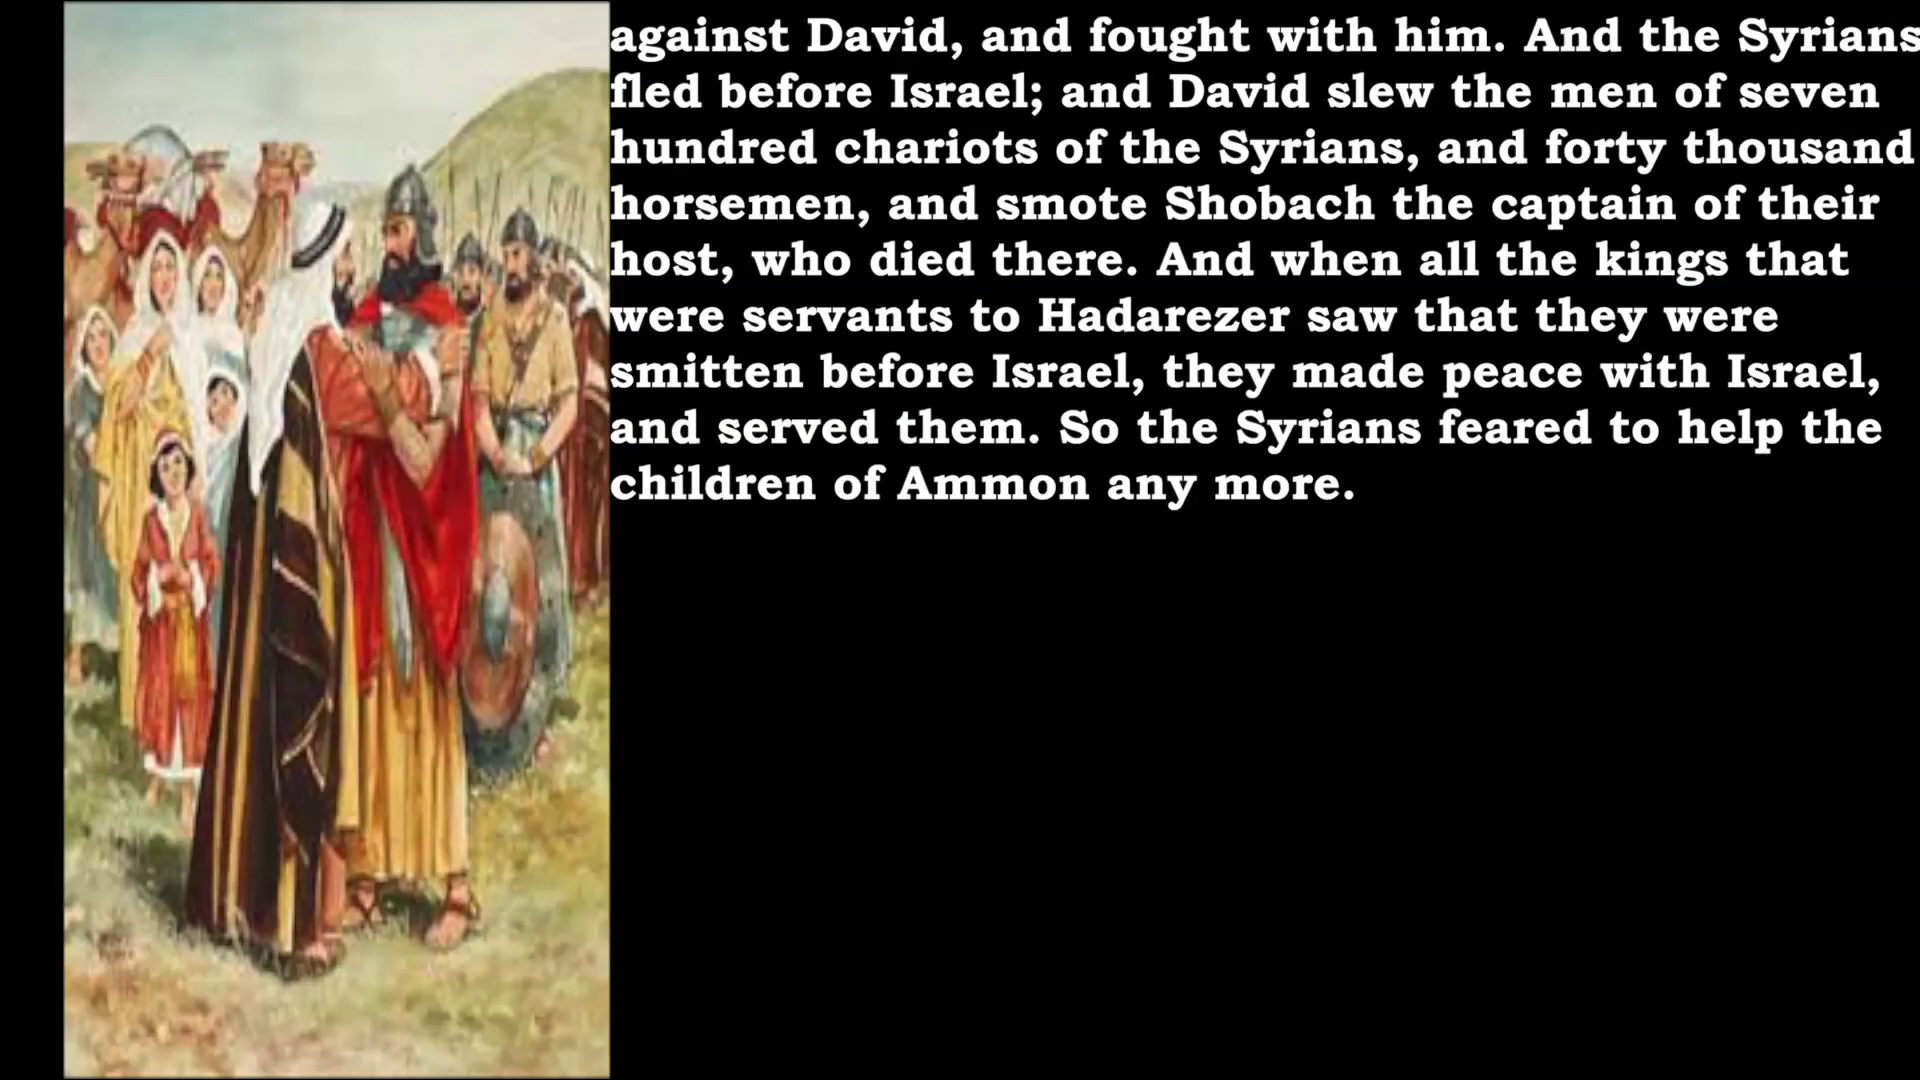 against David, and fought with him. And the Syrians
fled before Israel; and David slew the men of seven
hundred chariots of the Syrians, and forty thousand
horsemen, and smote Shobach the captain of their
host, who died there. And when all the kings that
were servants to Hadarezer saw that they were
smitten before Israel, they made peace with Israel,
and served them. So the Syrians feared to help the
children of Ammon any more.